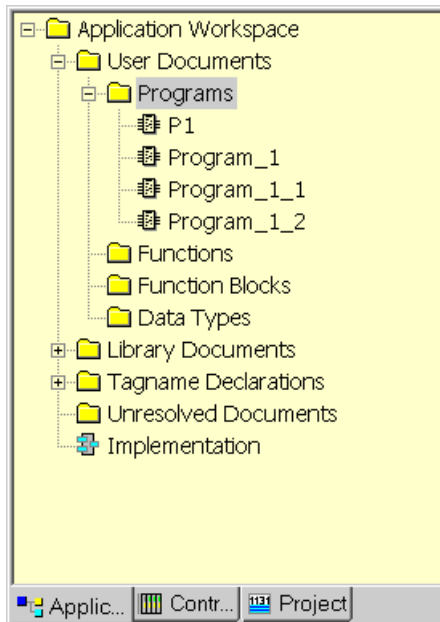 Application Workspace
User Documents
Programs
P1
Program_1
Program_1_1
Program_1_2
Functions
Function Blocks
Data Types
Library Documents
Tagname Declarations
Unresolved Documents
Implementation
Applic... Contr... 1131 Project